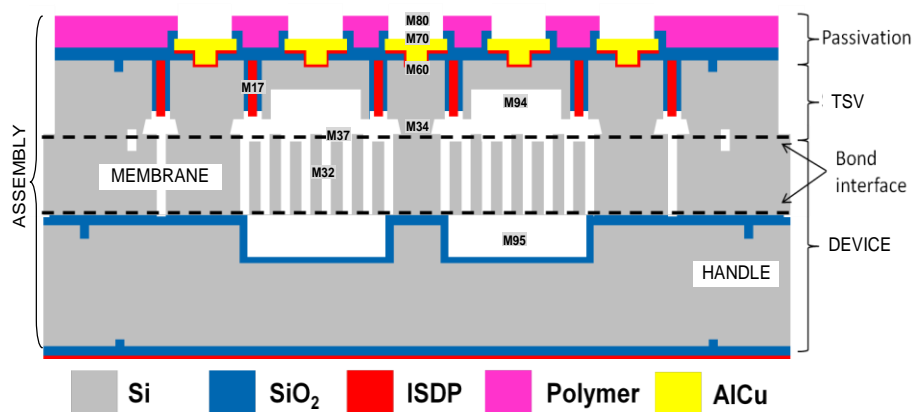 M80
M70
Passivation
M60
M17
M94
TSV
M34
M37
M32
MEMBRANE
Bond
interface
ASSEMBLY
M95
DEVICE
HANDLE
Si
SiO₂
ISDP
Polymer
AlCu